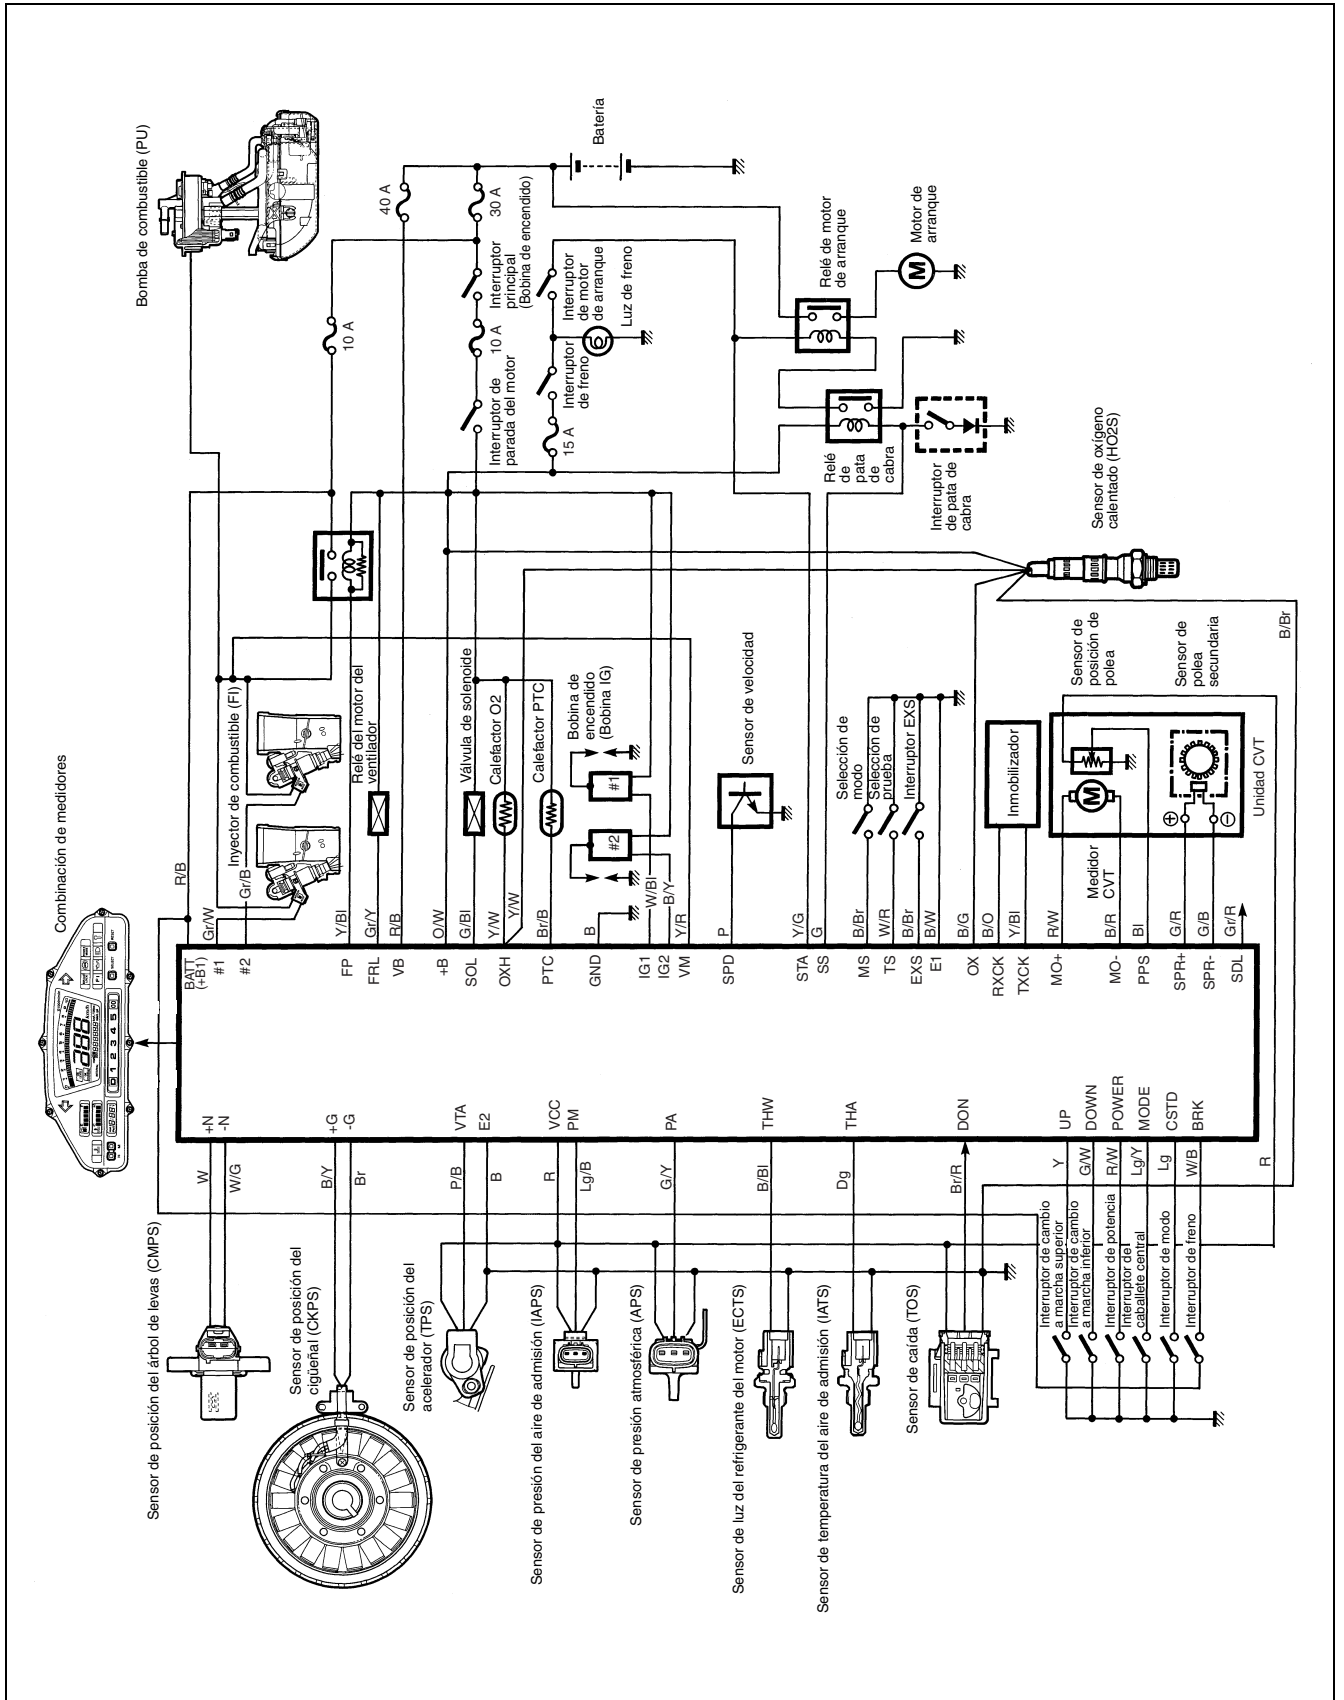 Combinación de medidores
Bomba de combustible (PU)
Inyector de combustible (FI)
10 A
Relé del motor del
ventilador
40 A
30 A
Batería
Interruptor
principal
(Bobina de encendido)
10 A
Interruptor de
parada del motor
Interruptor
de motor
de arranque
Luz de freno
Interruptor
de freno
15 A
Relé de motor
de arranque
Motor de
arranque
M
Relé
de
pata
de
cabra
Interruptor
de pata de
cabra
Sensor de oxígeno
calentado (HO2S)
Válvula de solenoide
Calefactor O2
Calefactor PTC
Bobina de
encendido
(Bobina IG)
#1
#2
Sensor de velocidad
Selección de
modo
Selección de
prueba
Interruptor EXS
Inmobilizador
Sensor de
posición de
polea
Sensor de
polea
secundaria
M
Medidor
CVT
Unidad CVT
+
-
B/Br
R/B
Gr/W
Gr/B
Y/Bl
Gr/Y
R/B
O/W
G/Bl
Y/W
Y/W
Br/B
B
W/Bl
B/Y
Y/R
P
Y/G
G
B/Br
W/R
B/Br
B/W
B/G
B/O
Y/Bl
R/W
B/R
Bl
G/R
G/B
Gr/R
BATT
(+B1)
#1
#2
FP
FRL
VB
+B
SOL
OXH
PTC
GND
IG1
IG2
VM
SPD
STA
SS
MS
TS
EXS
E1
OX
RXCK
TXCK
MO+
MO-
PPS
SPR+
SPR-
SDL
+N
-N
+G
-G
VTA
E2
VCC
PM
PA
THW
THA
DON
UP
DOWN
POWER
MODE
CSTD
BRK
W
W/G
B/Y
Br
P/B
B
R
Lg/B
G/Y
B/Bl
Dg
Br/R
Y
G/W
R/W
Lg/Y
Lg
W/B
R
Sensor de posición del árbol de levas (CMPS)
Sensor de posición del
cigüeñal (CKPS)
Sensor de posición del
acelerador (TPS)
Sensor de presión del aire de admisión (IAPS)
Sensor de presión atmosférica (APS)
Sensor de luz del refrigerante del motor (ECTS)
Sensor de temperatura del aire de admisión (IATS)
Sensor de caída (TOS)
Interruptor de cambio
a marcha superior
Interruptor de cambio
a marcha inferior
Interruptor de potencia
Interruptor de
caballete central
Interruptor de modo
Interruptor de freno